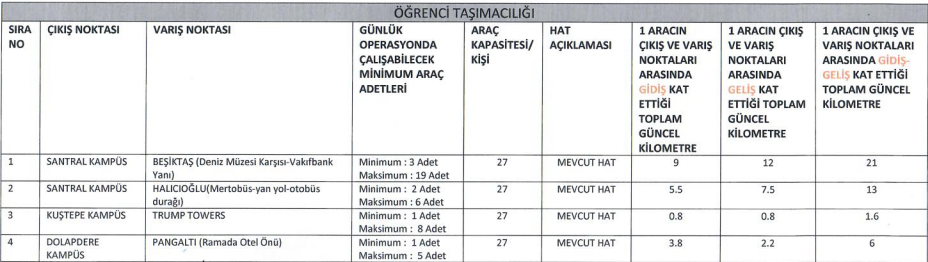 ÖĞRENCİ TAŞIMACILIĞI
SIRA NO ÇIKIŞ NOKTASI VARIŞ NOKTASI GÜNLÜK OPERASYONDA ÇALIŞABİLECEK MİNİMUM ARAÇ ADETLERİ ARAÇ KAPASİTESİ/ KİŞİ HAT AÇIKLAMASI 1 ARACIN ÇIKIŞ VE VARIŞ NOKTALARI ARASINDA GİDİŞ KAT ETTİĞİ TOPLAM GÜNCEL KİLOMETRE 1 ARACIN ÇIKIŞ VE VARIŞ NOKTALARI ARASINDA GELİŞ KAT ETTİĞİ TOPLAM GÜNCEL KİLOMETRE 1 ARACIN ÇIKIŞ VE VARIŞ NOKTALARI ARASINDA GİDİŞ-GELİŞ KAT ETTİĞİ TOPLAM GÜNCEL KİLOMETRE
1 SANTRAL KAMPÜS BEŞİKTAŞ (Deniz Müzesi Karşısı-Vakıfbank Minimum : 3 Adet 27 MEVCUT HAT 9 12 21
Yanı) Maksimum : 19 Adet
2 SANTRAL KAMPÜS HALICIOĞLU(Mertobüs-yan yol-otobüs Minimum : 2 Adet 27 MEVCUT HAT 5.5 7.5 13
durağı) Maksimum : 6 Adet
3 KUŞTEPE KAMPÜS TRUMP TOWERS Minimum : 1 Adet 27 MEVCUT HAT 0.8 0.8 1.6
Maksimum : 8 Adet
4 DOLAPDERE PANGALTI (Ramada Otel Önü) Minimum : 1 Adet 27 MEVCUT HAT 3.8 2.2 6
KAMPÜS Maksimum : 5 Adet